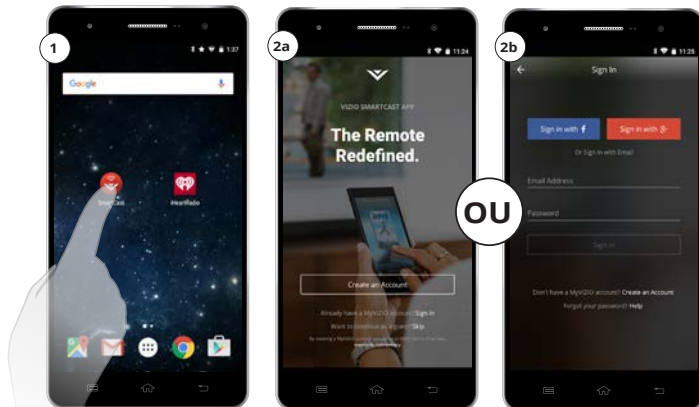 1
1:37
Google
SmartCast
iHeartRadio
2a
11:24
VIZIO SMARTCAST APP
The Remote
Redefined.
Create an Account
Already have a MyVIZIO account? Sign In
Want to continue as a guest? Skip
OU
2b
11:25
Sign In
Sign in with f
Sign in with g+
Or Sign In with Email
Email Address
Password
Sign In
Don't have a MyVIZIO account? Create an Account
Forgot your password? Help